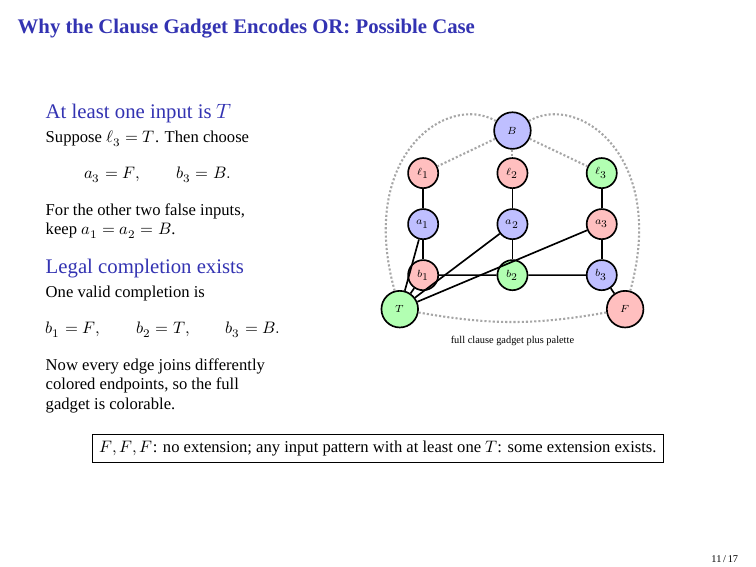 Why the Clause Gadget Encodes OR: Possible Case
At least one input is T
Suppose ℓ₃ = T. Then choose
a₃ = F, b₃ = B.
For the other two false inputs,
keep a₁ = a₂ = B.
Legal completion exists
One valid completion is
b₁ = F, b₂ = T, b₃ = B.
Now every edge joins differently
colored endpoints, so the full
gadget is colorable.
B
ℓ₁ ℓ₂ ℓ₃
a₁ a₂ a₃
b₁ b₂ b₃
T F
full clause gadget plus palette
F, F, F: no extension; any input pattern with at least one T: some extension exists.
11 / 17